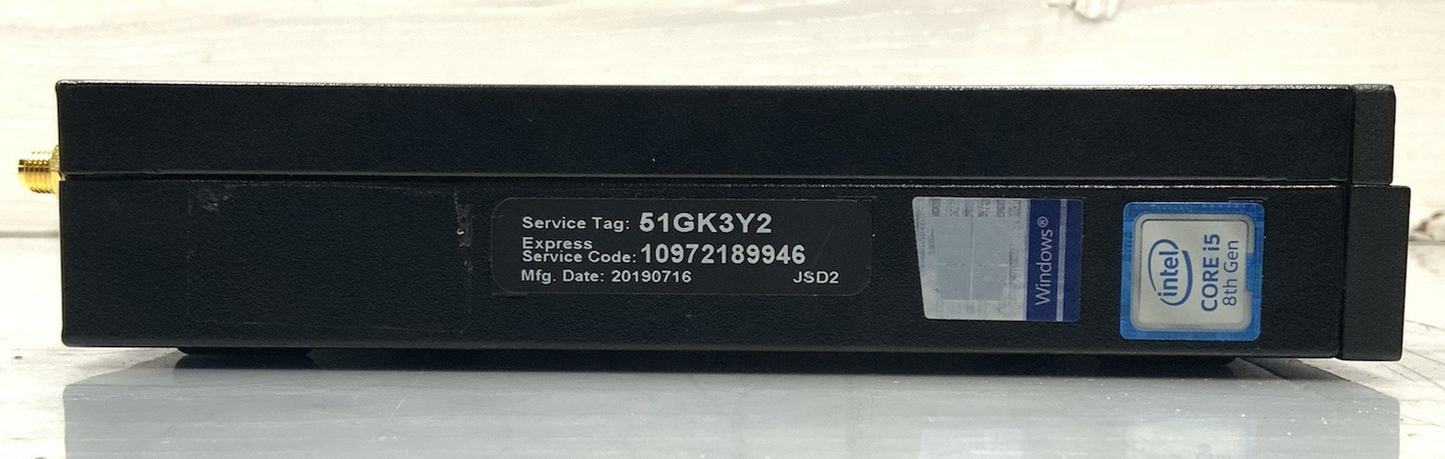 Service Tag: 51GK3Y2
Express
Service Code: 10972189946
Mfg. Date: 20190716 JSD2
Windows®
intel
CORE i5
8th Gen